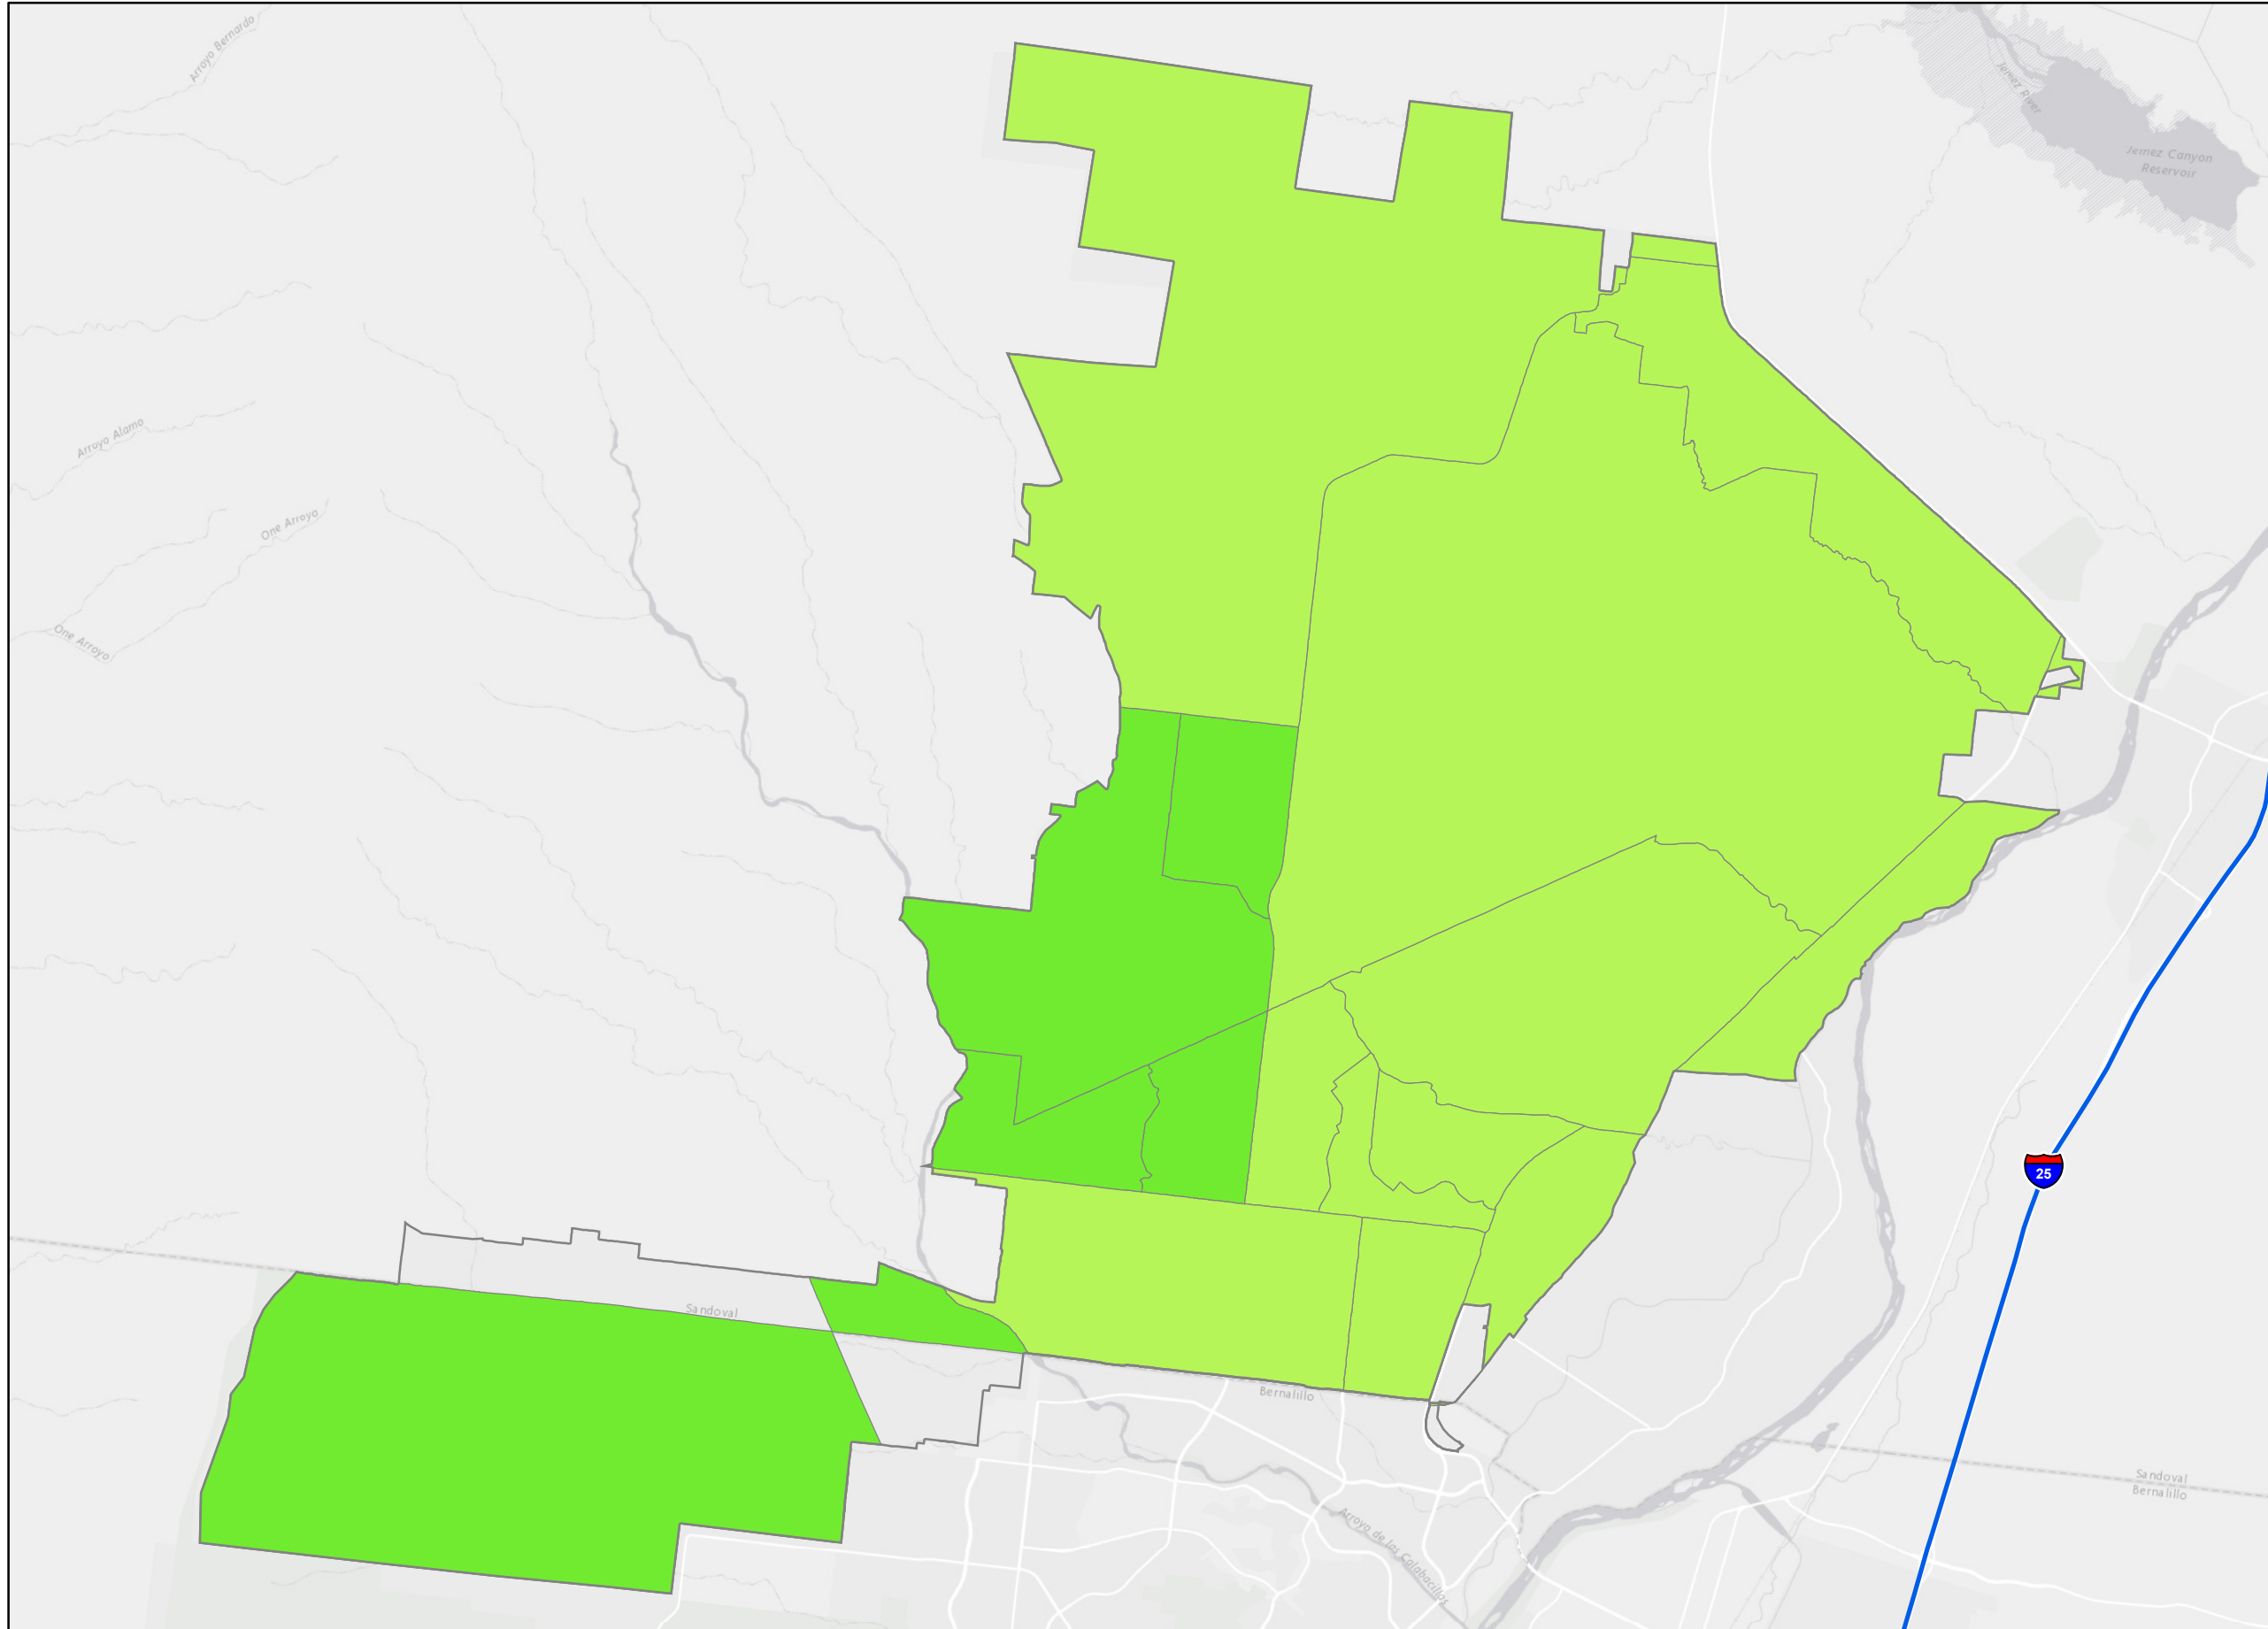 Arroyo Bernardo
Jemez River
Jemez Canyon
Reservoir
Arroyo Alamo
One Arroyo
One Arroyo
25
Sandoval
Bernalillo
Sandoval
Bernalillo
Arroyo de les Calabacillas